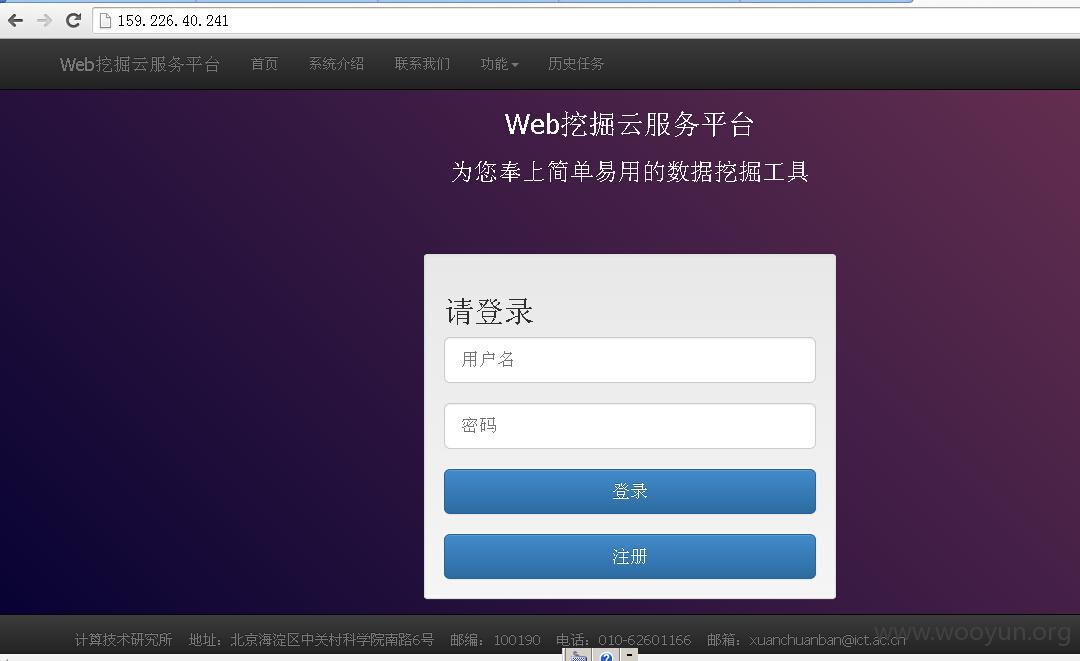 159.226.40.241
Web挖掘云服务平台 首页 系统介绍 联系我们 功能 历史任务
Web挖掘云服务平台
为您奉上简单易用的数据挖掘工具
请登录
用户名
密码
登录
注册
计算技术研究所 地址：北京海淀区中关村科学院南路6号 邮编：100190 电话：010-62601166 邮箱：xuanchuanban@ict.ac.cn
www.wooyun.org